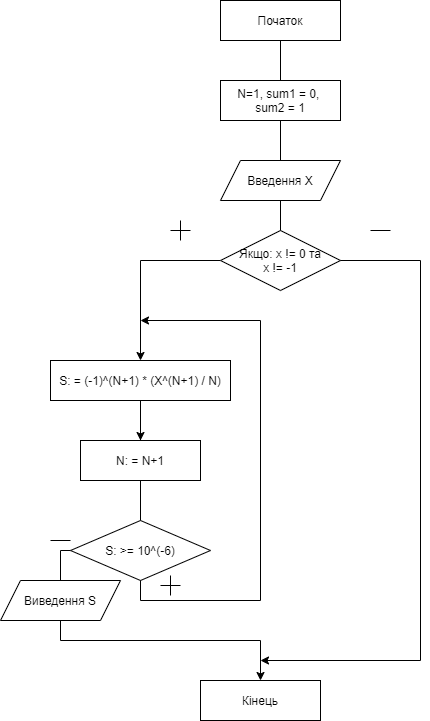 Початок
N=1, sum1 = 0,
sum2 = 1
Введення X
+
—
Якщо: x != 0 та
x != -1
S: = (-1)^(N+1) * (X^(N+1) / N)
N: = N+1
—
S: >= 10^(-6)
+
Виведення S
Кінець